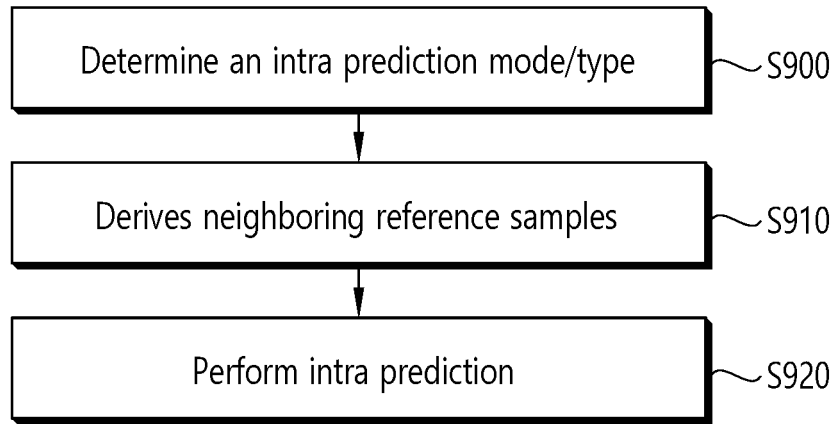 Determine an intra prediction mode/type
S900
Derives neighboring reference samples
S910
Perform intra prediction
S920